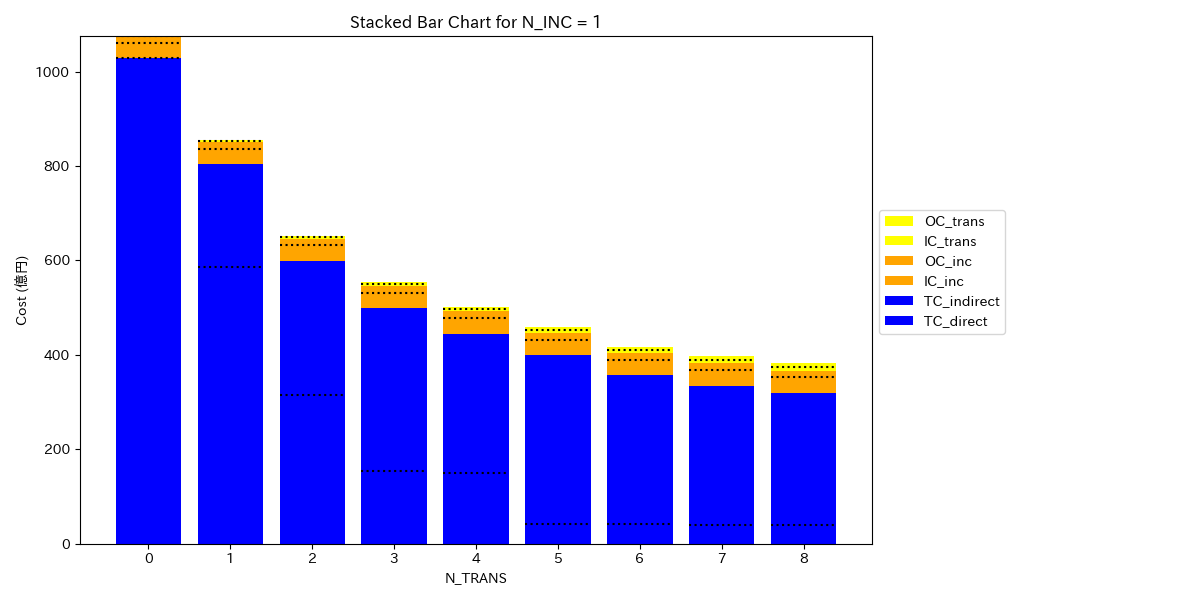 Stacked Bar Chart for N_INC = 1
Cost (億円)
1000
800
600
400
200
0
0 1 2 3 4 5 6 7 8
N_TRANS
OC_trans
IC_trans
OC_inc
IC_inc
TC_indirect
TC_direct